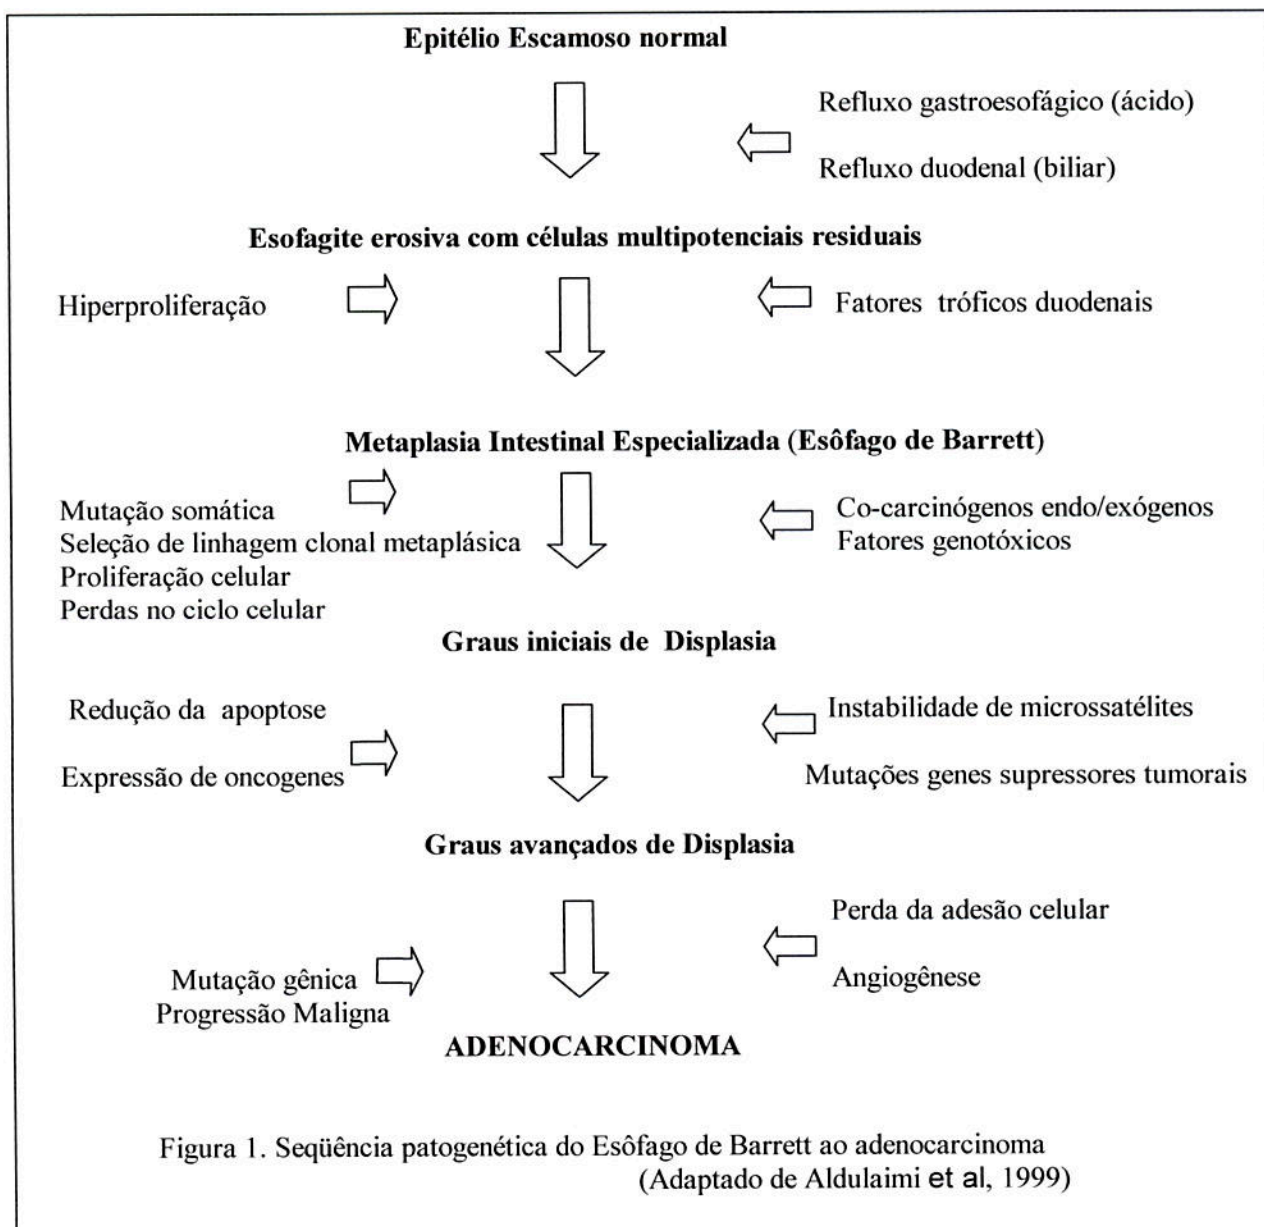 Epitélio Escamoso normal
Refluxo gastroesofágico (ácido)
Refluxo duodenal (biliar)
Esofagite erosiva com células multipotenciais residuais
Hiperproliferação
Fatores tróficos duodenais
Metaplasia Intestinal Especializada (Esôfago de Barrett)
Mutação somática
Seleção de linhagem clonal metaplásica
Proliferação celular
Perdas no ciclo celular
Co-carcinógenos endo/exógenos
Fatores genotóxicos
Graus iniciais de Displasia
Redução da apoptose
Expressão de oncogenes
Instabilidade de microssatélites
Mutações genes supressores tumorais
Graus avançados de Displasia
Perda da adesão celular
Angiogênese
Mutação gênica
Progressão Maligna
ADENOCARCINOMA
Figura 1. Seqüência patogenética do Esôfago de Barrett ao adenocarcinoma
(Adaptado de Aldulaimi et al, 1999)